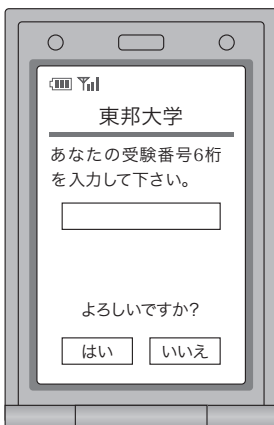 東邦大学
あなたの受験番号6桁
を入力して下さい。
よろしいですか?
はい
いいえ